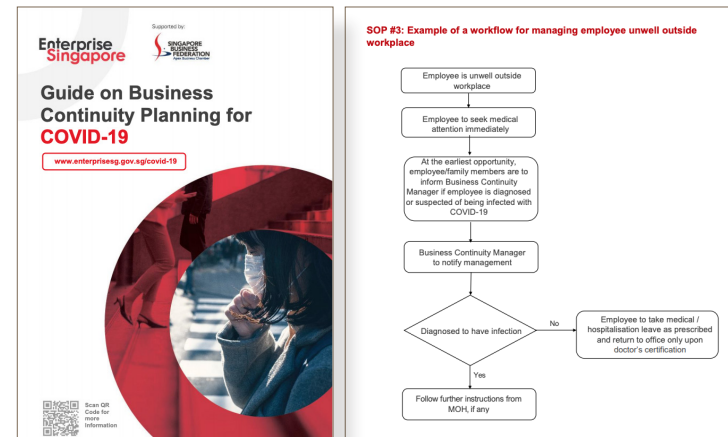 Supported by:
Enterprise
Singapore
SINGAPORE
BUSINESS
FEDERATION
Apex Business Chamber
Guide on Business
Continuity Planning for
COVID-19
www.enterprisesg.gov.sg/covid-19
Scan QR
Code for
more
Information
SOP #3: Example of a workflow for managing employee unwell outside
workplace
Employee is unwell outside
workplace
Employee to seek medical
attention immediately
At the earliest opportunity,
employee/family members are to
inform Business Continuity
Manager if employee is diagnosed
or suspected of being infected with
COVID-19
Business Continuity Manager
to notify management
Diagnosed to have infection
No
Employee to take medical /
hospitalisation leave as prescribed
and return to office only upon
doctor's certification
Yes
Follow further instructions from
MOH, if any